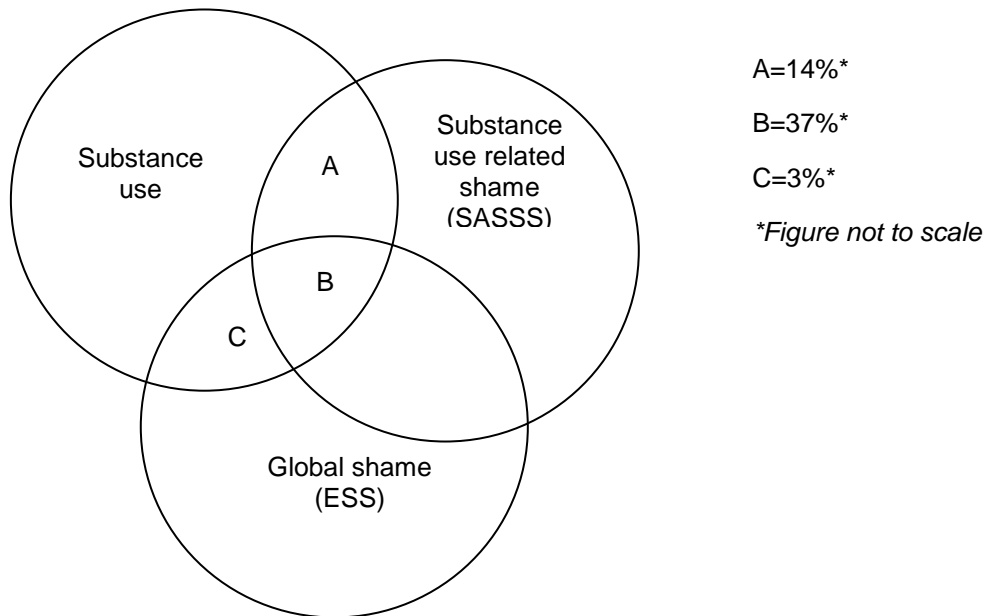 Substance
use
A
Substance
use related
shame
(SASSS)
B
C
Global shame
(ESS)
A=14%*
B=37%*
C=3%*
*Figure not to scale